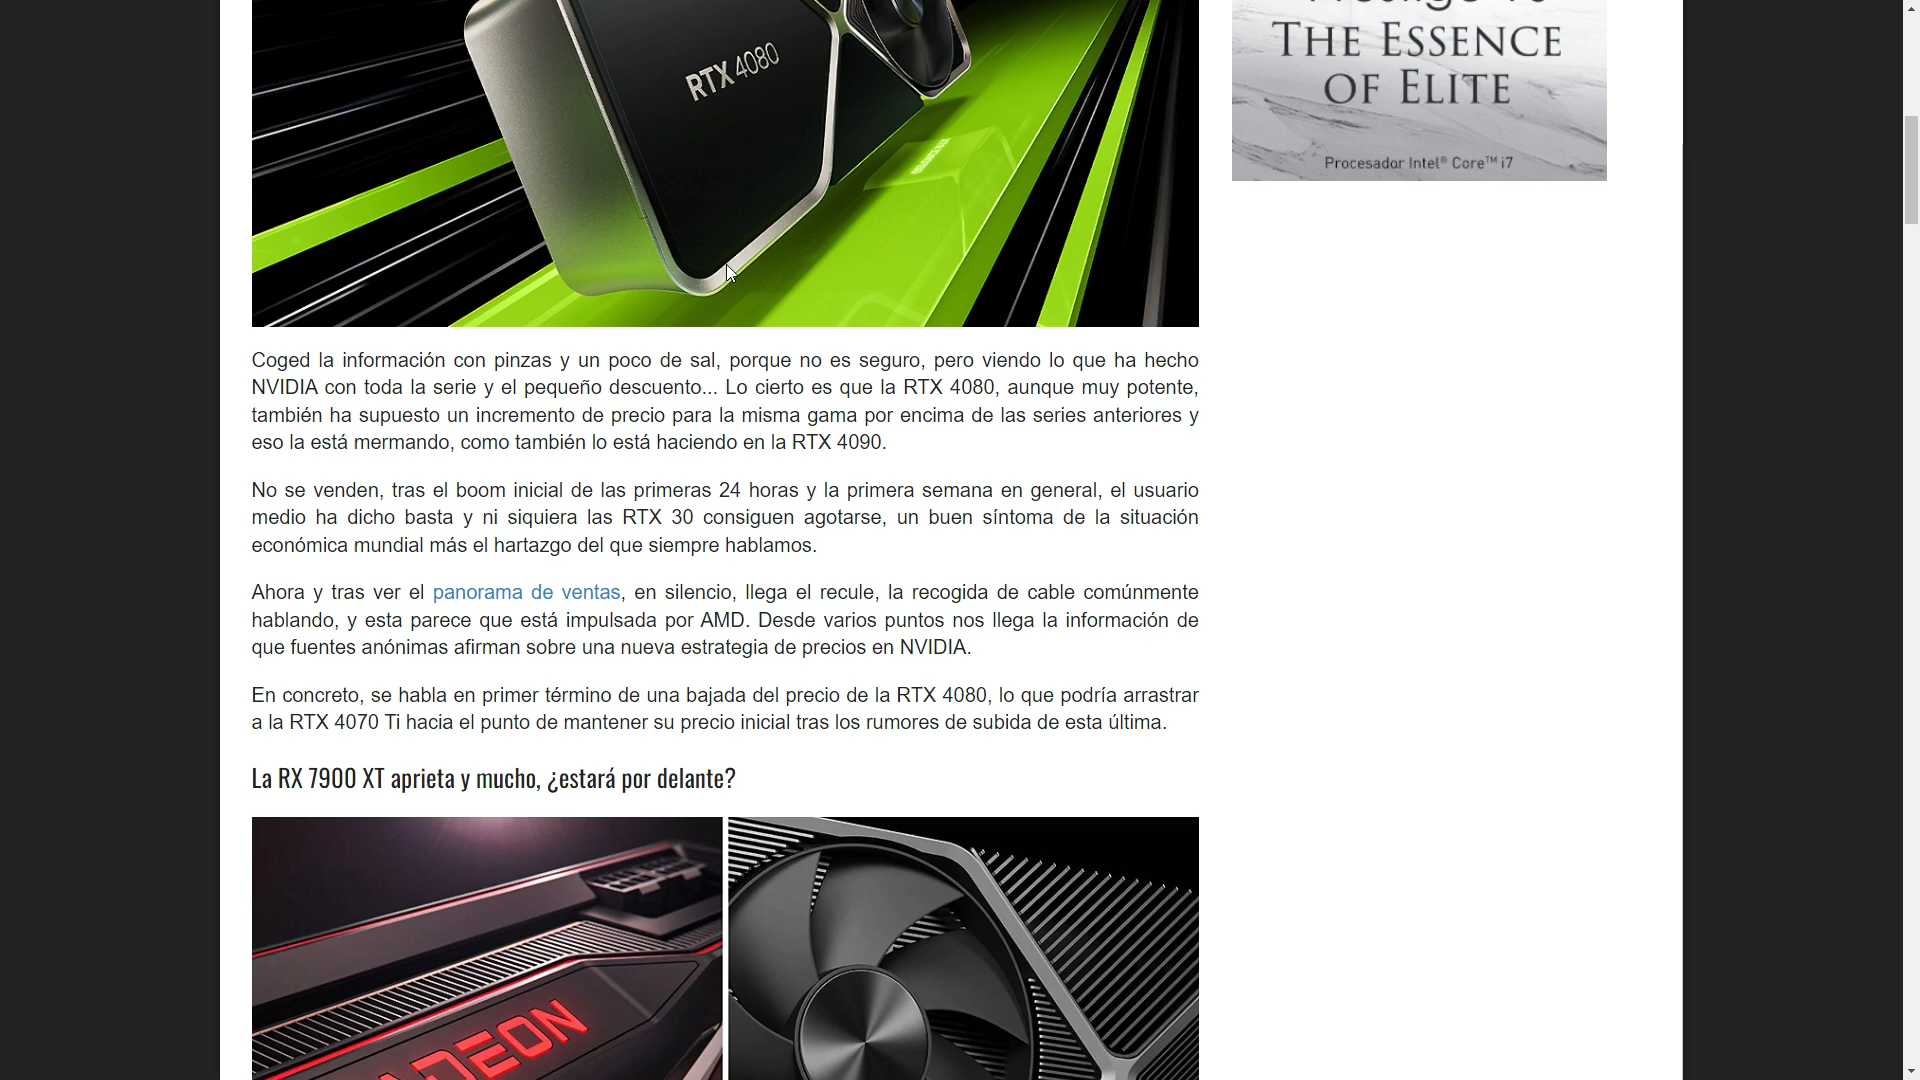 RTX 4080
THE ESSENCE
OF ELITE
Procesador Intel® Core™ i7
Coged la información con pinzas y un poco de sal, porque no es seguro, pero viendo lo que ha hecho
NVIDIA con toda la serie y el pequeño descuento... Lo cierto es que la RTX 4080, aunque muy potente,
también ha supuesto un incremento de precio para la misma gama por encima de las series anteriores y
eso la está mermando, como también lo está haciendo en la RTX 4090.
No se venden, tras el boom inicial de las primeras 24 horas y la primera semana en general, el usuario
medio ha dicho basta y ni siquiera las RTX 30 consiguen agotarse, un buen síntoma de la situación
económica mundial más el hartazgo del que siempre hablamos.
Ahora y tras ver el panorama de ventas, en silencio, llega el recule, la recogida de cable comúnmente
hablando, y esta parece que está impulsada por AMD. Desde varios puntos nos llega la información de
que fuentes anónimas afirman sobre una nueva estrategia de precios en NVIDIA.
En concreto, se habla en primer término de una bajada del precio de la RTX 4080, lo que podría arrastrar
a la RTX 4070 Ti hacia el punto de mantener su precio inicial tras los rumores de subida de esta última.
La RX 7900 XT aprieta y mucho, ¿estará por delante?
ADEON